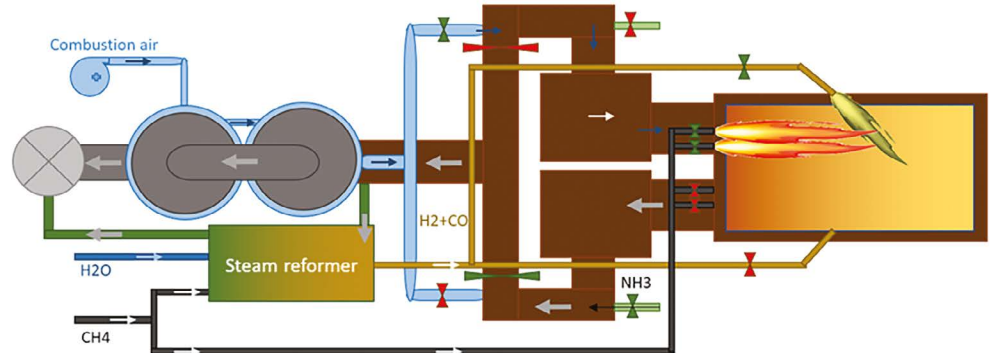 Combustion air
H2+CO
Steam reformer
H2O
NH3
CH4